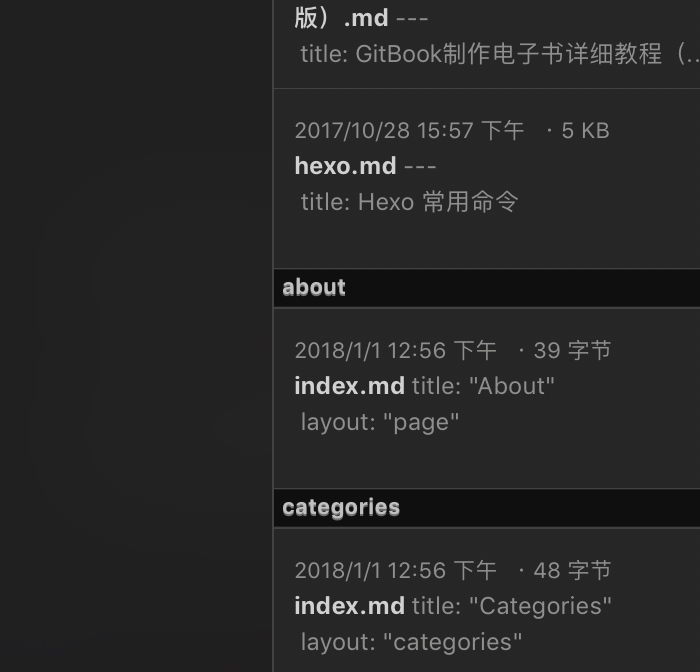 版）.md ---
title: GitBook制作电子书详细教程（..
2017/10/28 15:57 下午 · 5 KB
hexo.md ---
title: Hexo 常用命令
about
2018/1/1 12:56 下午 · 39 字节
index.md title: "About"
layout: "page"
categories
2018/1/1 12:56 下午 · 48 字节
index.md title: "Categories"
layout: "categories"